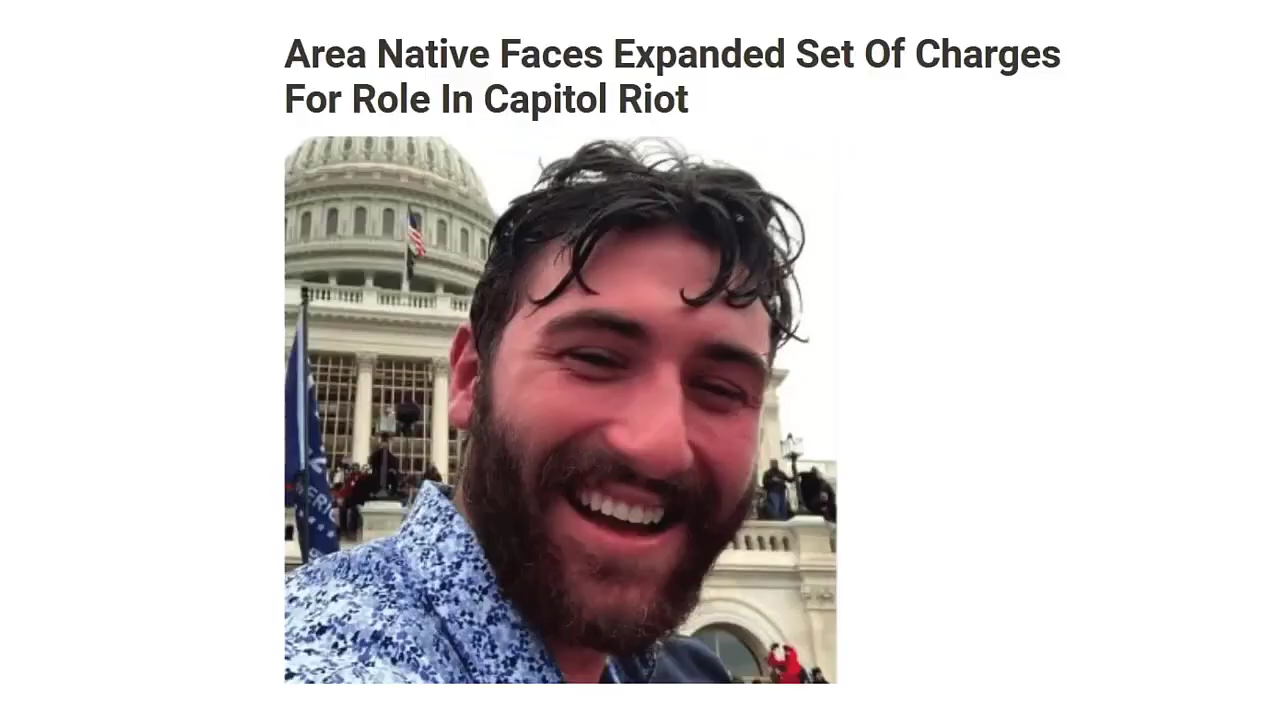 Area Native Faces Expanded Set Of Charges
For Role In Capitol Riot